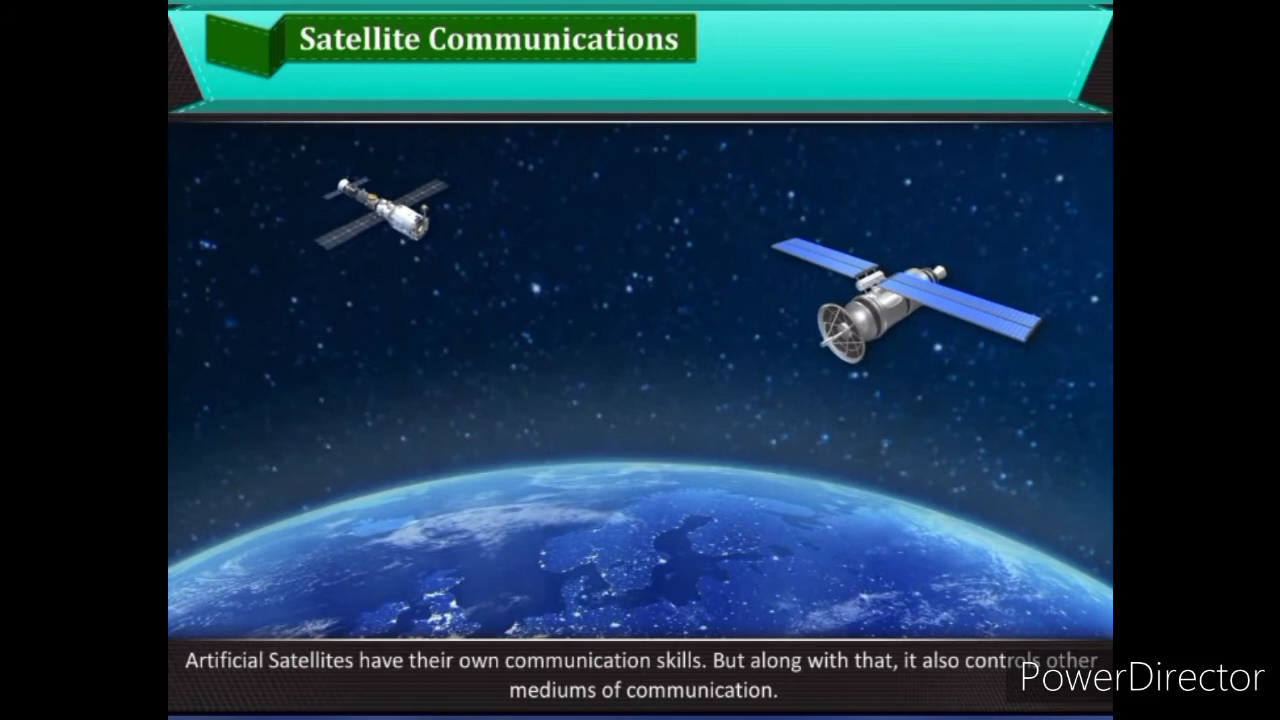 Satellite Communications
Artificial Satellites have their own communication skills. But along with that, it also controls other
mediums of communication.
PowerDirector